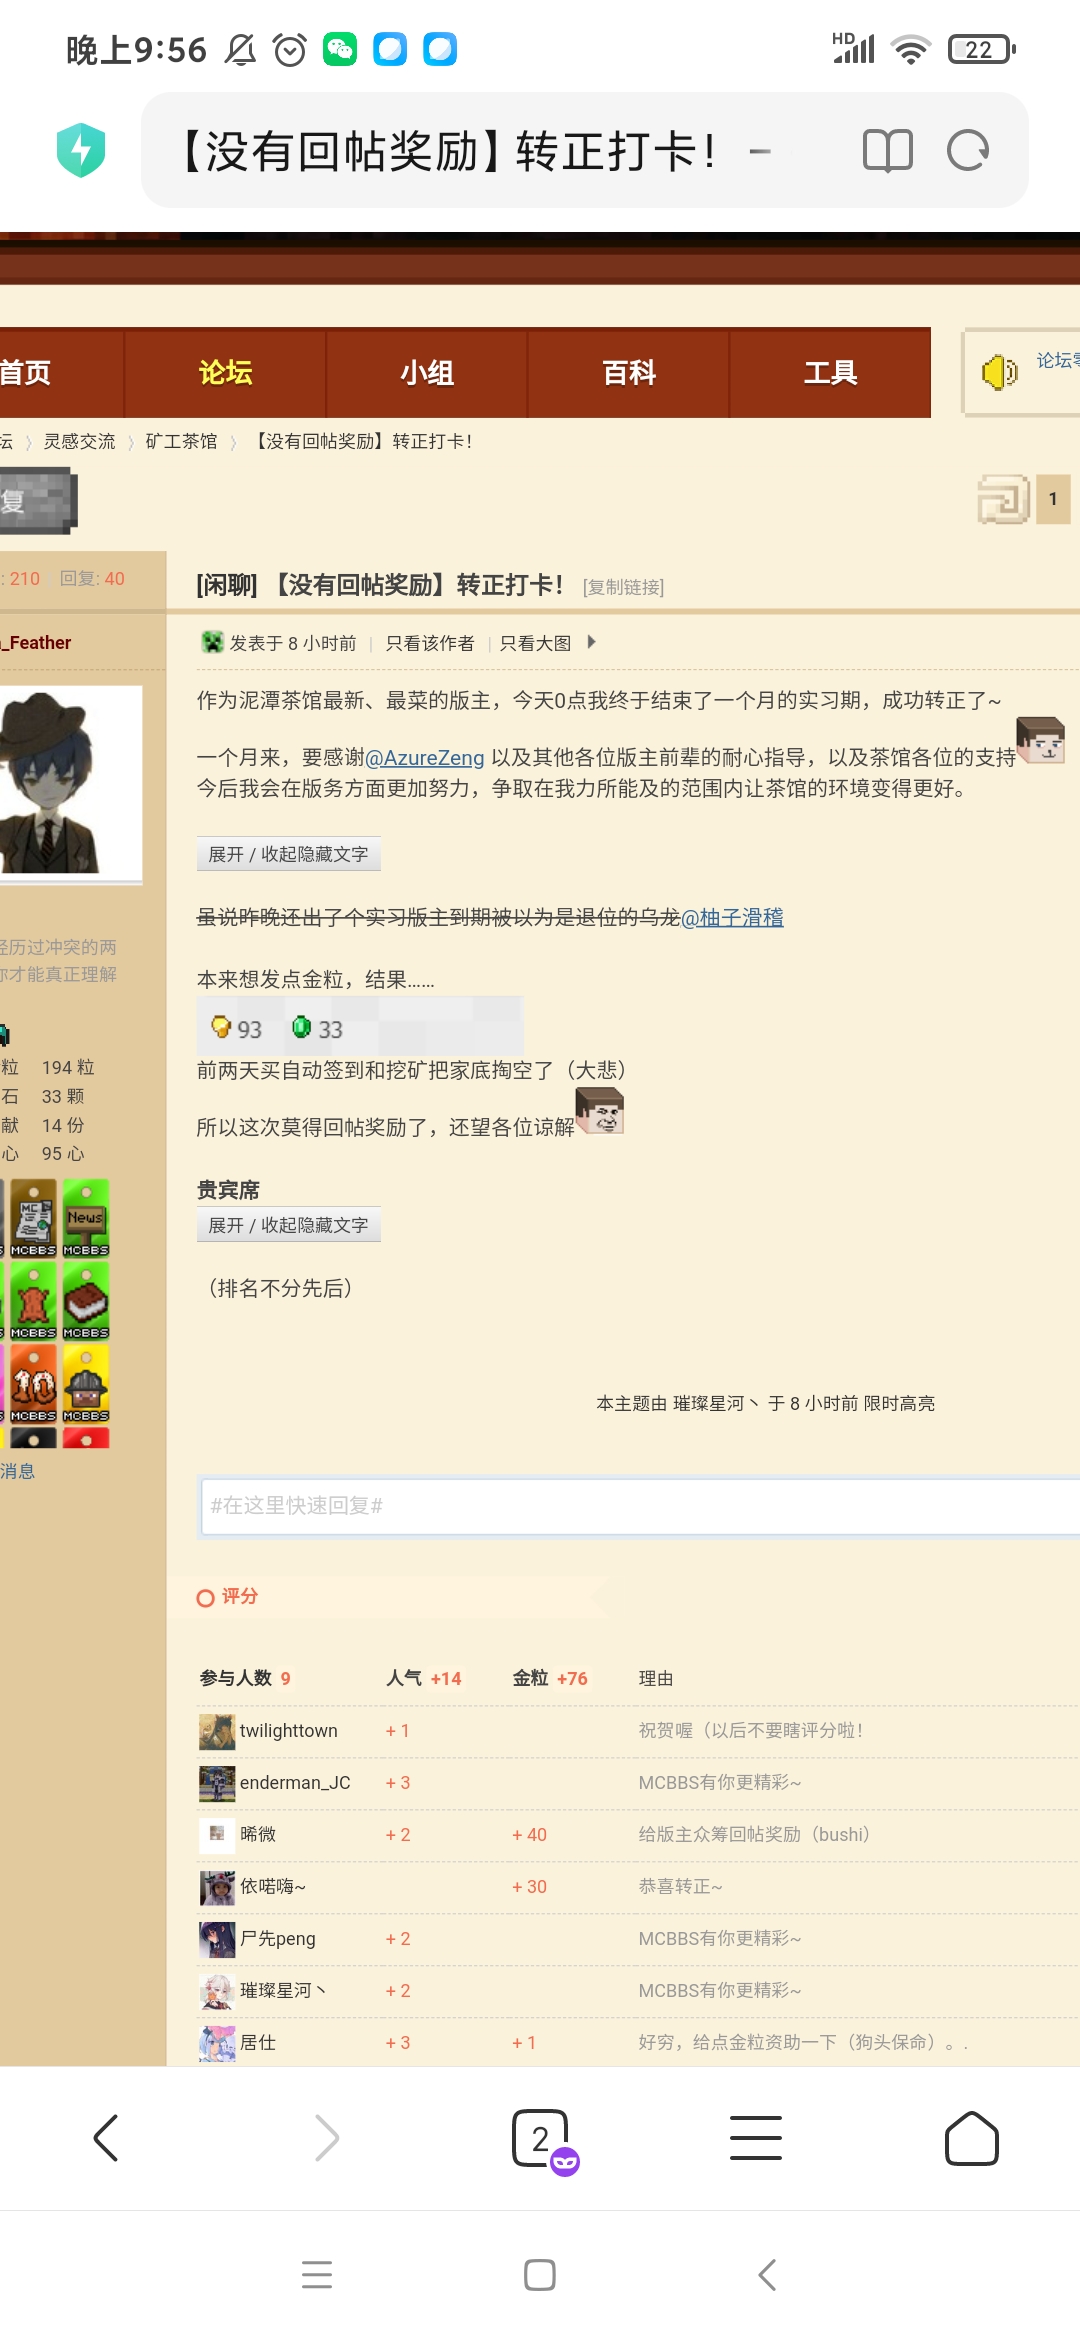 晚上9:56
HD
22
【没有回帖奖励】转正打卡！ -
首页
论坛
小组
百科
工具
论坛零
坛 〉 灵感交流 〉 矿工茶馆 〉 【没有回帖奖励】转正打卡！
复
1
: 210 回复: 40
[闲聊] 【没有回帖奖励】转正打卡！ [复制链接]
_Feather
发表于 8 小时前 | 只看该作者 | 只看大图
作为泥潭茶馆最新、最菜的版主，今天0点我终于结束了一个月的实习期，成功转正了~
一个月来，要感谢@AzureZeng 以及其他各位版主前辈的耐心指导，以及茶馆各位的支持
今后我会在版务方面更加努力，争取在我力所能及的范围内让茶馆的环境变得更好。
展开 / 收起隐藏文字
虽说昨晚还出了个实习版主到期被以为是退位的乌龙@柚子滑稽
经历过冲突的两
你才能真正理解
本来想发点金粒，结果……
93 33
前两天买自动签到和挖矿把家底掏空了（大悲）
所以这次莫得回帖奖励了，还望各位谅解
粒 194 粒
石 33 颗
献 14 份
心 95 心
贵宾席
展开 / 收起隐藏文字
（排名不分先后）
MC
News
MCBBS
MCBBS
MCBBS
MCBBS
10
MCBBS
MCBBS
消息
本主题由 璀璨星河丶 于 8 小时前 限时高亮
#在这里快速回复#
评分
参与人数 9 人气 +14 金粒 +76 理由
twilighttown + 1 祝贺喔（以后不要瞎评分啦！
enderman_JC + 3 MCBBS有你更精彩~
晞微 + 2 + 40 给版主众筹回帖奖励（bushi）
依喏嗨~ + 30 恭喜转正~
尸先peng + 2 MCBBS有你更精彩~
璀璨星河丶 + 2 MCBBS有你更精彩~
居仕 + 3 + 1 好穷，给点金粒资助一下（狗头保命）。.
2